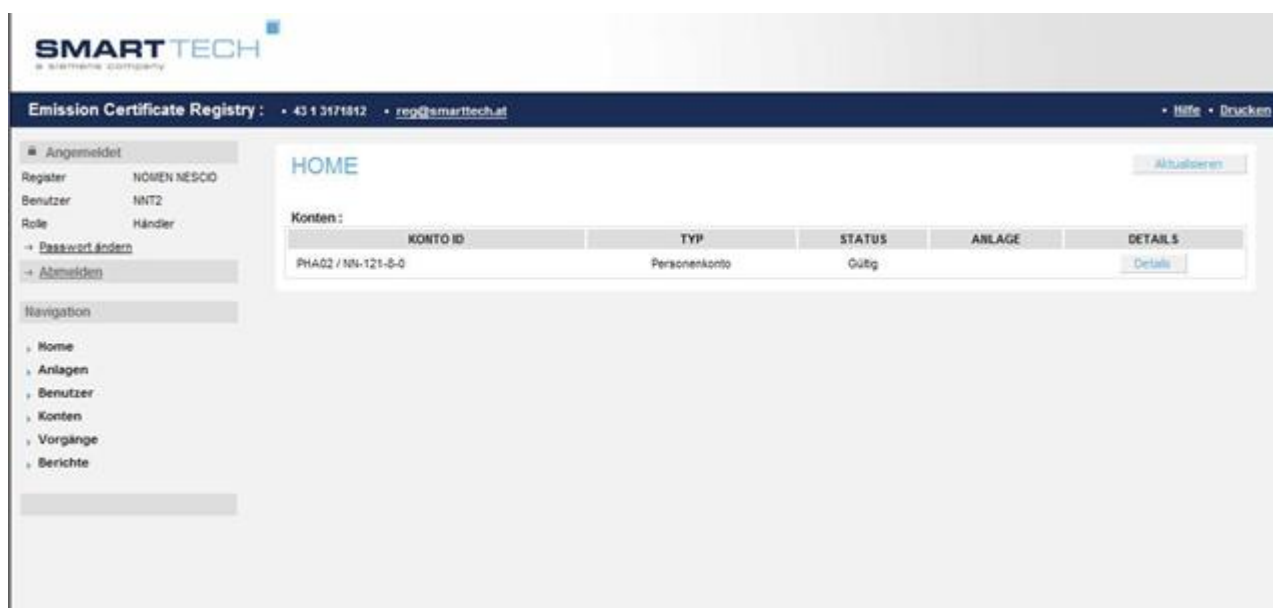 SMARTTECH
a siemens company
Emission Certificate Registry : • 43 1 3171812 • reg@smarttech.at • Hilfe • Drucken
Angemeldet
Register NOMEN NESCIO
Benutzer NNT2
Rolle Händler
→ Passwort ändern
→ Abmelden
Navigation
Home
Anlagen
Benutzer
Konten
Vorgänge
Berichte
HOME Aktualisieren
Konten :
KONTO ID TYP STATUS ANLAGE DETAILS
PHA02 / NN-121-8-0 Personenkonto Gültig Details